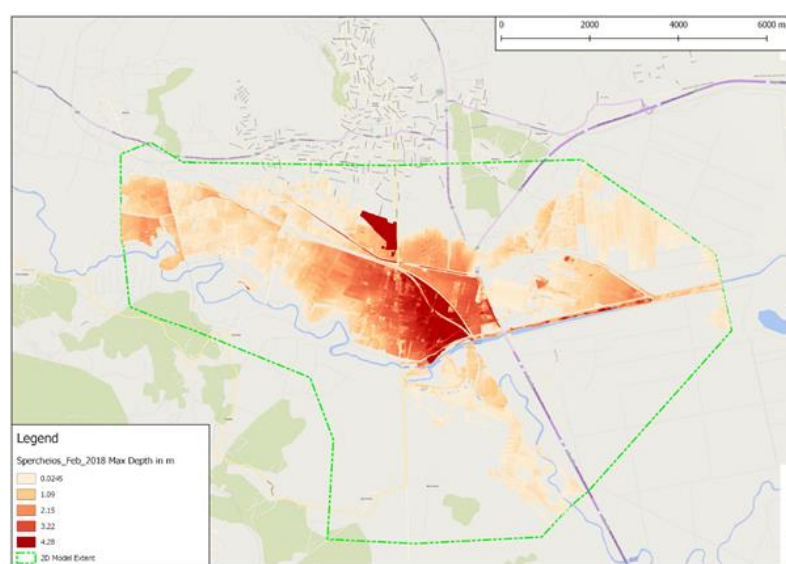 0 2000 4000 6000 m
Legend
Spercheios_Feb_2018 Max Depth in m
0.0245
1.09
2.15
3.22
4.28
2D Model Extent